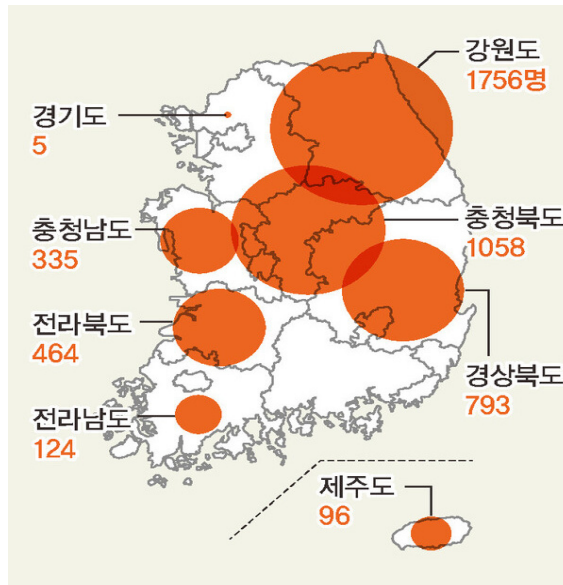 강원도
1756명
경기도
5
충청남도
335
충청북도
1058
전라북도
464
경상북도
793
전라남도
124
제주도
96